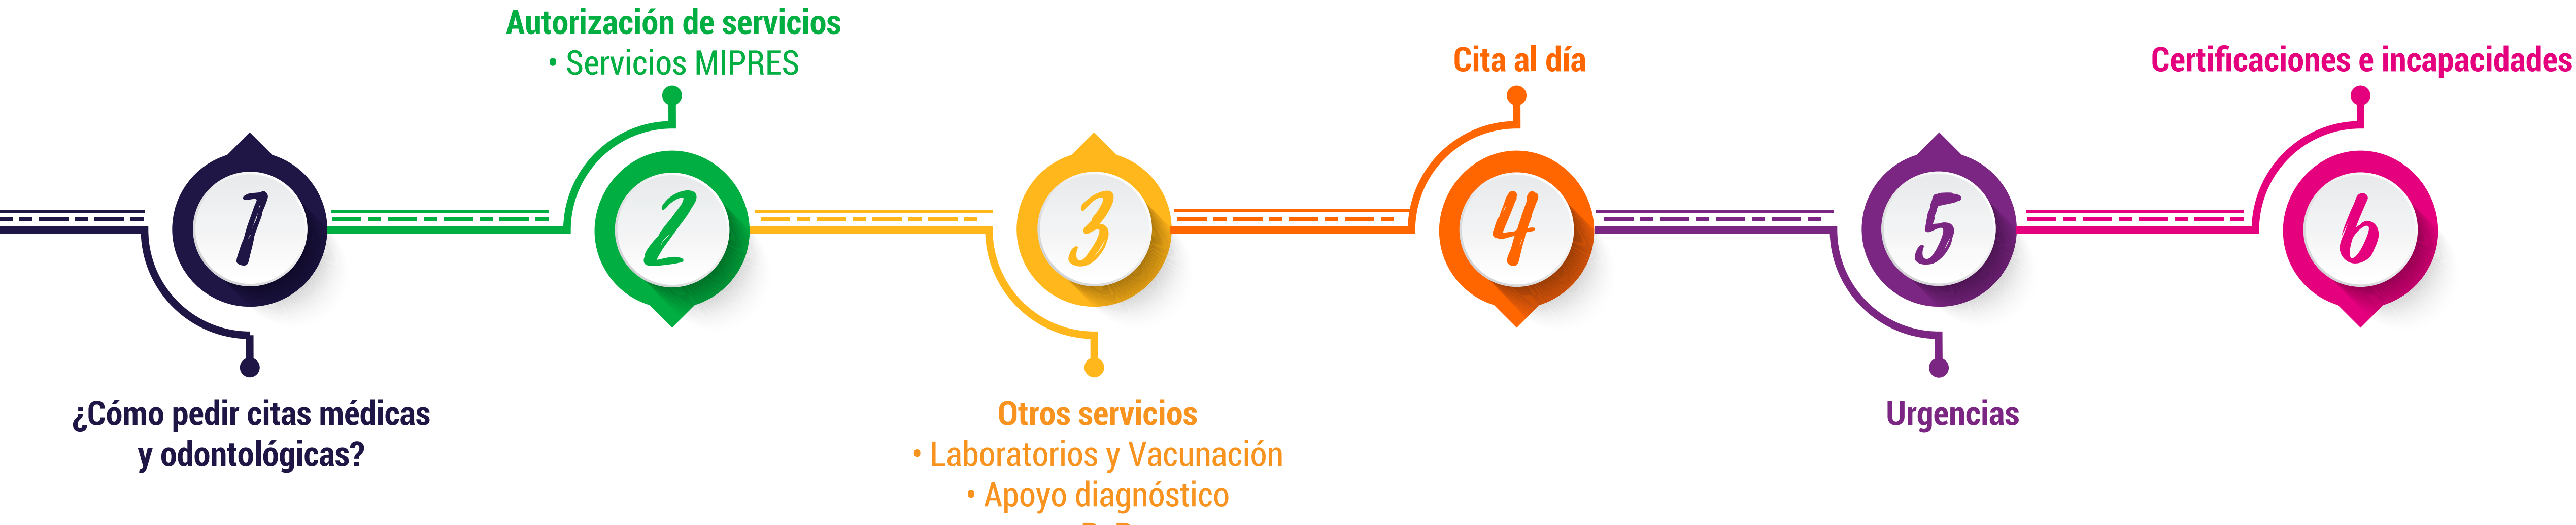 1
¿Cómo pedir citas médicas
y odontológicas?
Autorización de servicios
• Servicios MIPRES
2
3
Otros servicios
• Laboratorios y Vacunación
• Apoyo diagnóstico
Cita al día
4
5
Urgencias
Certificaciones e incapacidades
6